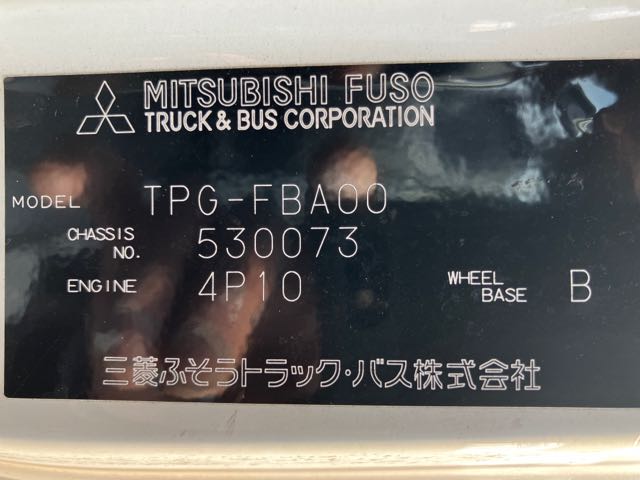 MITSUBISHI FUSO
TRUCK & BUS CORPORATION
MODEL TPG-FBA00
CHASSIS NO. 530073
ENGINE 4P10 WHEEL BASE B
三菱ふそうトラック・バス株式会社